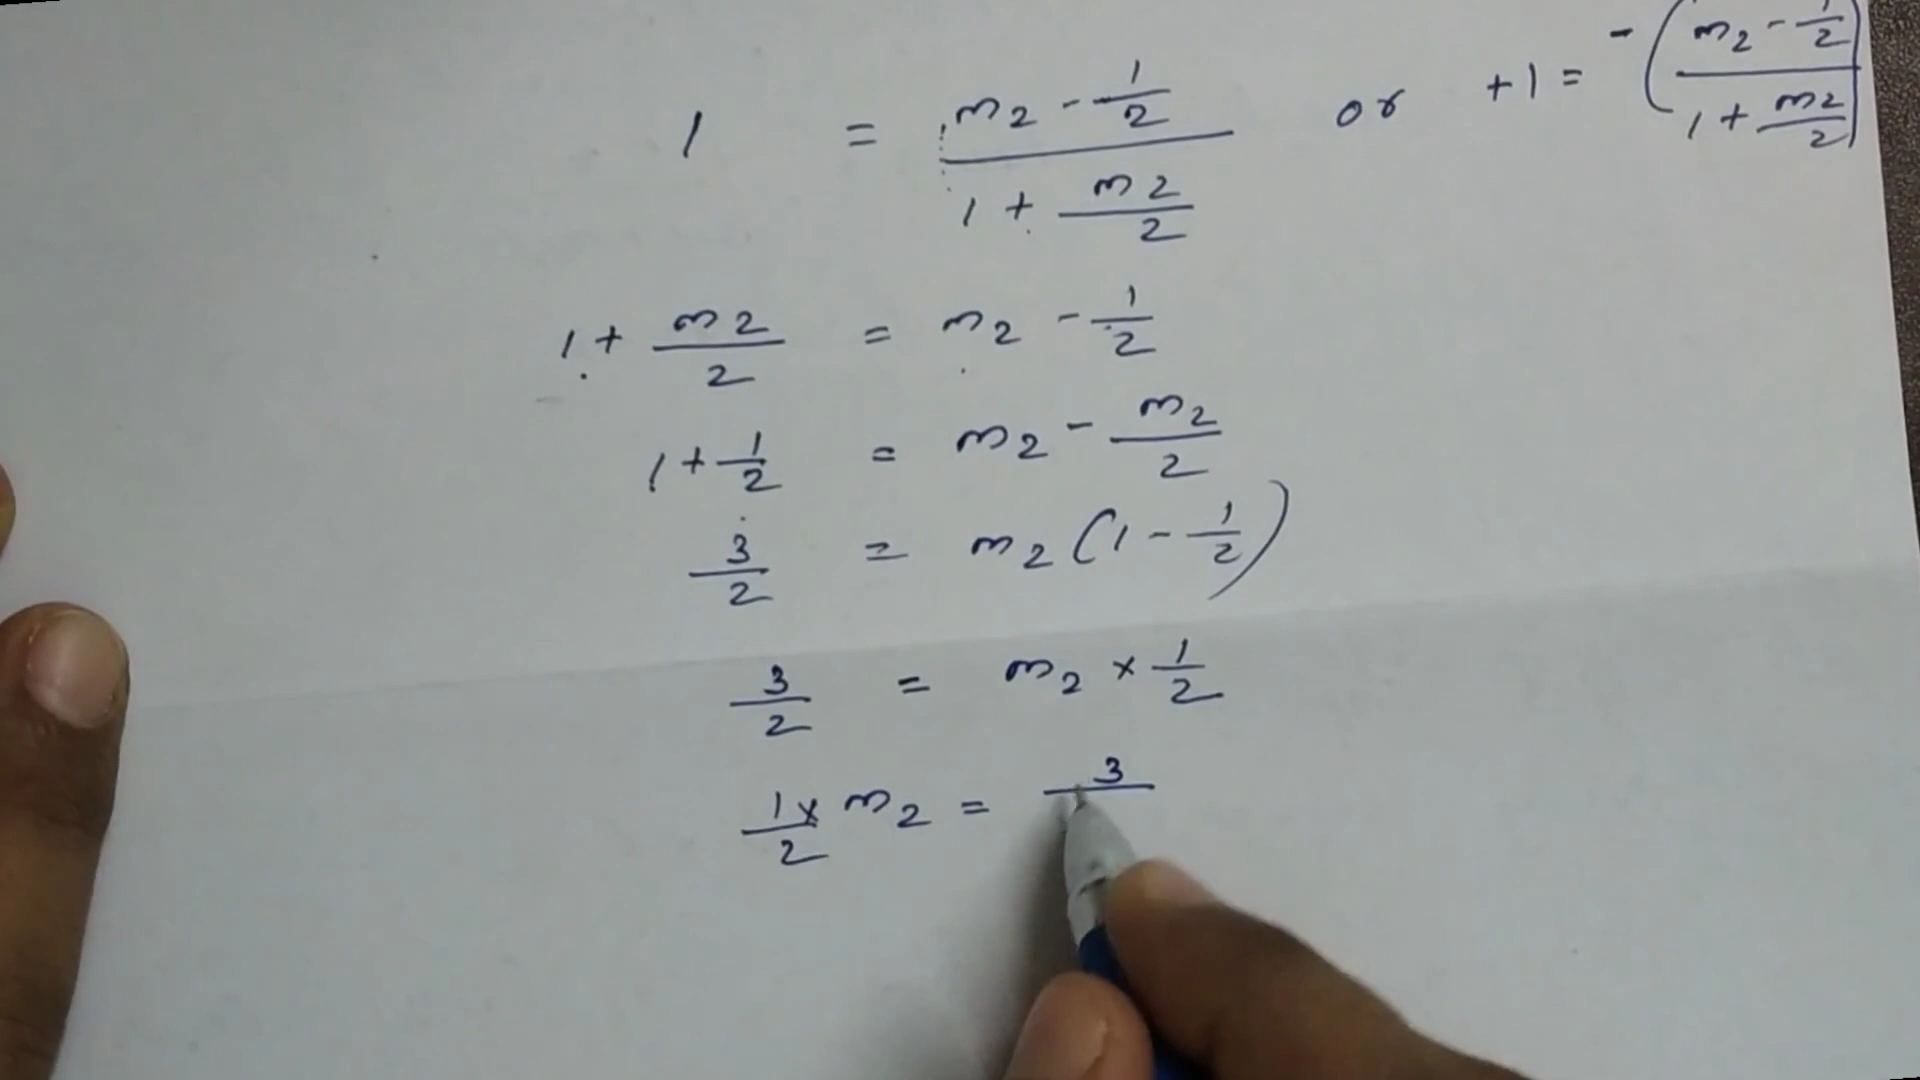 1 = (m2 - 1/2)/(1 + m2/2) or +1 = -((m2 - 1/2)/(1 + m2/2))
1 + m2/2 = m2 - 1/2
1 + 1/2 = m2 - m2/2
3/2 = m2 (1 - 1/2)
3/2 = m2 × 1/2
1/2 × m2 = 3/